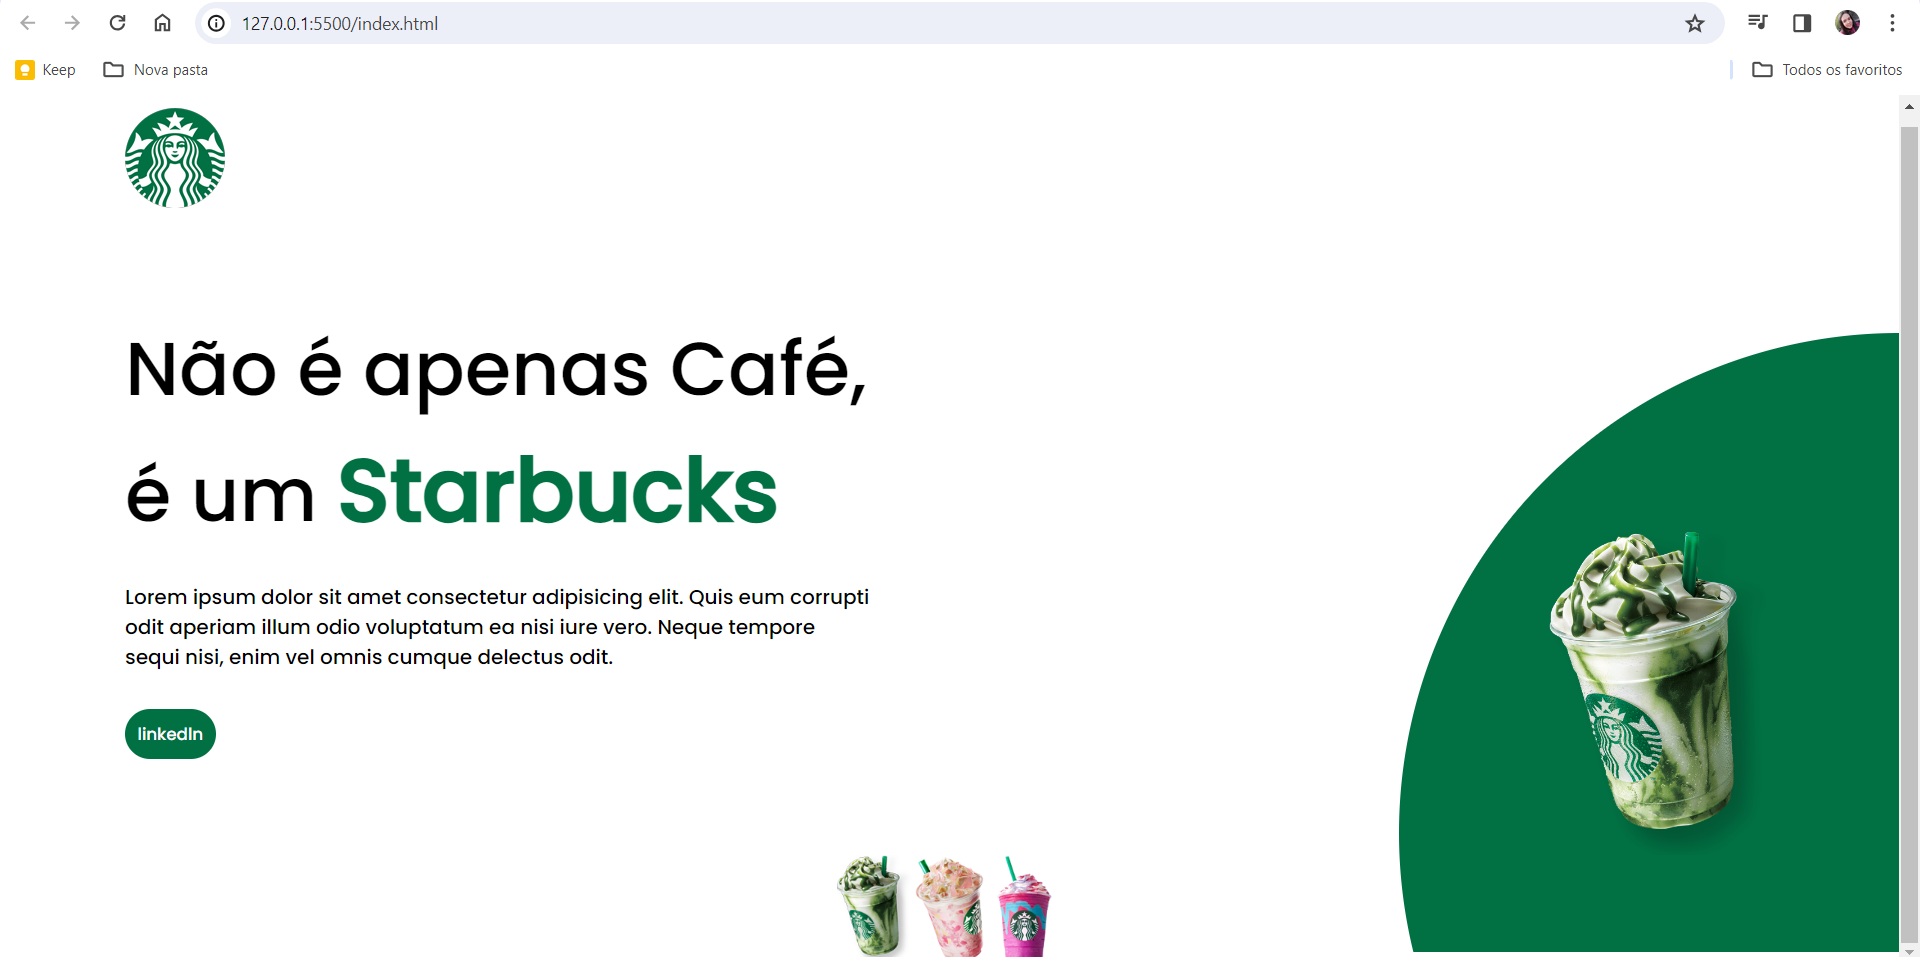 127.0.0.1:5500/index.html
Keep
Nova pasta
Todos os favoritos
Não é apenas Café,
é um Starbucks
Lorem ipsum dolor sit amet consectetur adipisicing elit. Quis eum corrupti
odit aperiam illum odio voluptatum ea nisi iure vero. Neque tempore
sequi nisi, enim vel omnis cumque delectus odit.
linkedIn